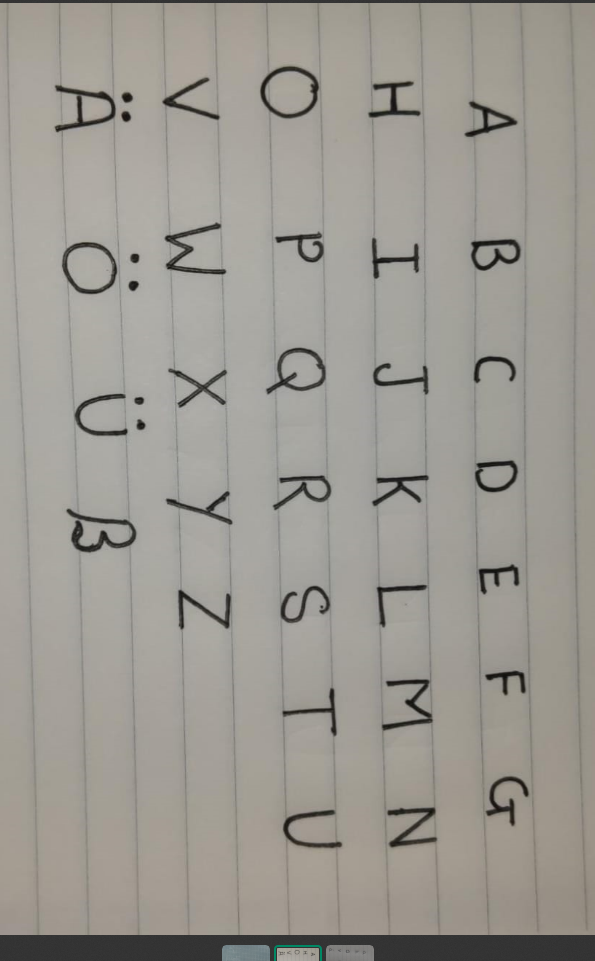 A B C D E F G
H I J K L M N
O P Q R S T U
V W X Y Z
Ä Ö Ü ß